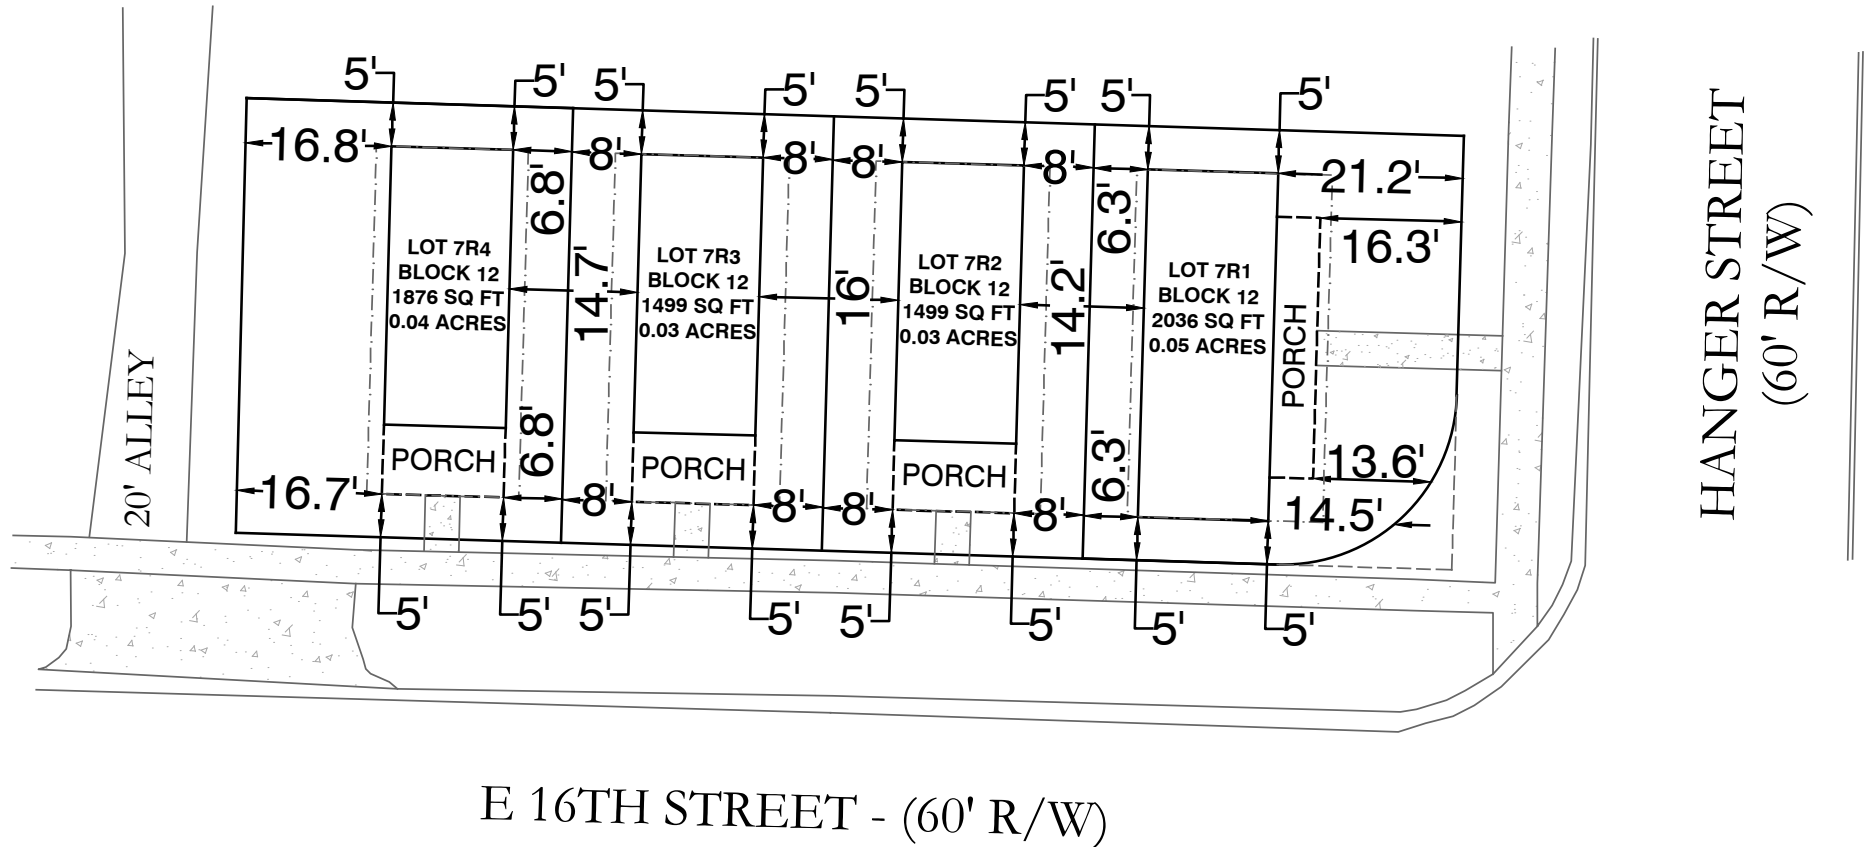 5'
5'
5'
5'
5'
5'
5'
5'
16.8'
8'
8'
8'
8'
21.2'
6.8'
6.3'
16.3'
LOT 7R4
BLOCK 12
1876 SQ FT
0.04 ACRES
14.7'
LOT 7R3
BLOCK 12
1499 SQ FT
0.03 ACRES
16'
LOT 7R2
BLOCK 12
1499 SQ FT
0.03 ACRES
14.2'
LOT 7R1
BLOCK 12
2036 SQ FT
0.05 ACRES
PORCH
HANGER STREET
(60' R/W)
20' ALLEY
PORCH
6.8'
PORCH
PORCH
6.3'
13.6'
16.7'
8'
8'
8'
8'
14.5'
5'
5'
5'
5'
5'
5'
5'
5'
E 16TH STREET - (60' R/W)